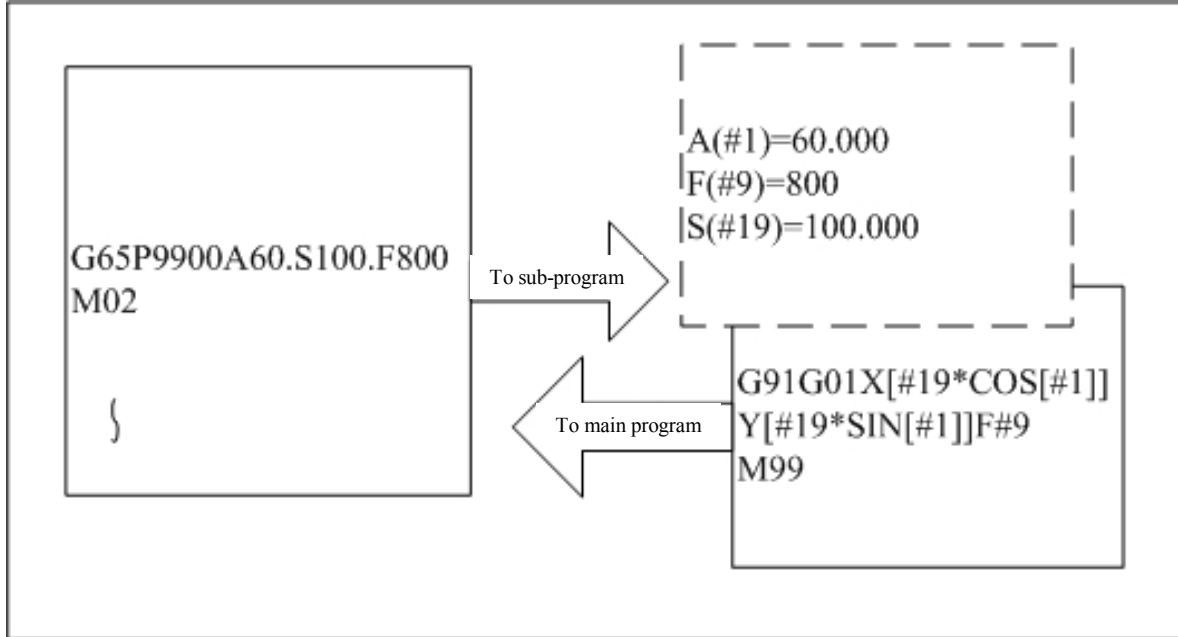 G65P9900A60.S100.F800
M02
To sub-program
A(#1)=60.000
F(#9)=800
S(#19)=100.000
G91G01X[#19*COS[#1]]
Y[#19*SIN[#1]]F#9
M99
To main program